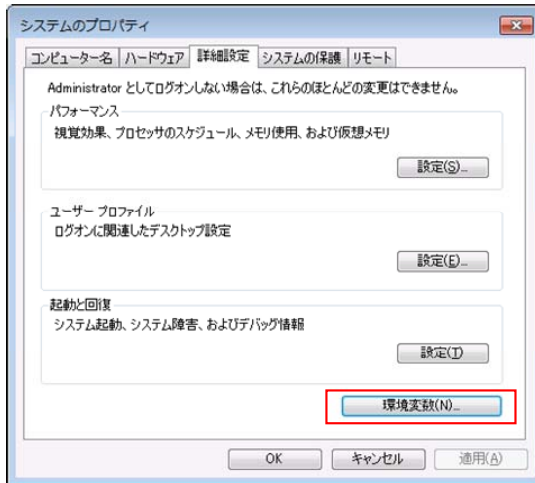 システムのプロパティ
コンピューター名 ハードウェア 詳細設定 システムの保護 リモート
Administrator としてログオンしない場合は、これらのほとんどの変更はできません。
パフォーマンス
視覚効果、プロセッサのスケジュール、メモリ使用、および仮想メモリ
設定(S)...
ユーザー プロファイル
ログオンに関連したデスクトップ設定
設定(E)...
起動と回復
システム起動、システム障害、およびデバッグ情報
設定(T)
環境変数(N)...
OK キャンセル 適用(A)